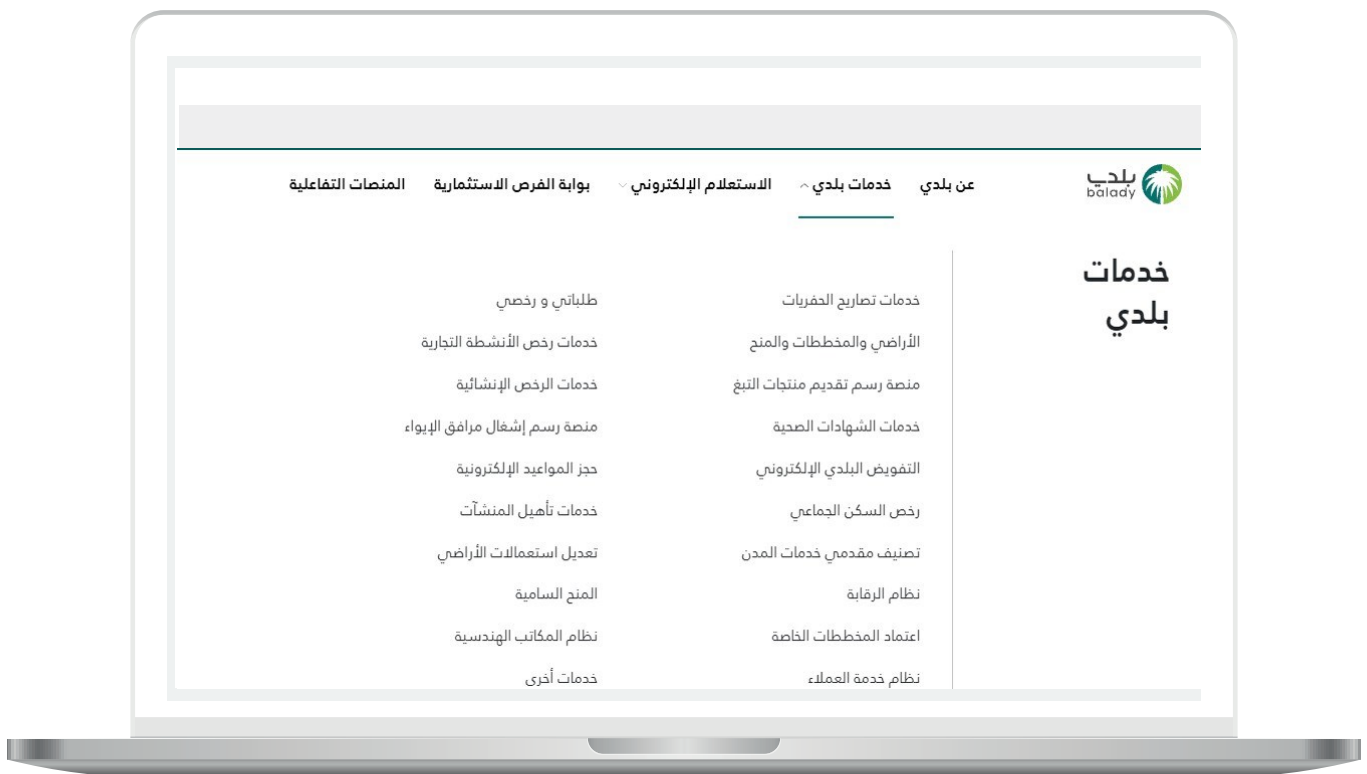 بلدي
balady
عن بلدي
خدمات بلدي
الاستعلام الإلكتروني
بوابة الفرص الاستثمارية
المنصات التفاعلية
خدمات
بلدي
خدمات تصاريح الحفريات
الأراضي والمخططات والمنح
منصة رسم تقديم منتجات التبغ
خدمات الشهادات الصحية
التفويض البلدي الإلكتروني
رخص السكن الجماعي
تصنيف مقدمي خدمات المدن
نظام الرقابة
اعتماد المخططات الخاصة
نظام خدمة العملاء
طلباتي و رخصي
خدمات رخص الأنشطة التجارية
خدمات الرخص الإنشائية
منصة رسم إشغال مرافق الإيواء
حجز المواعيد الإلكترونية
خدمات تأهيل المنشآت
تعديل استعمالات الأراضي
المنح السامية
نظام المكاتب الهندسية
خدمات أخرى